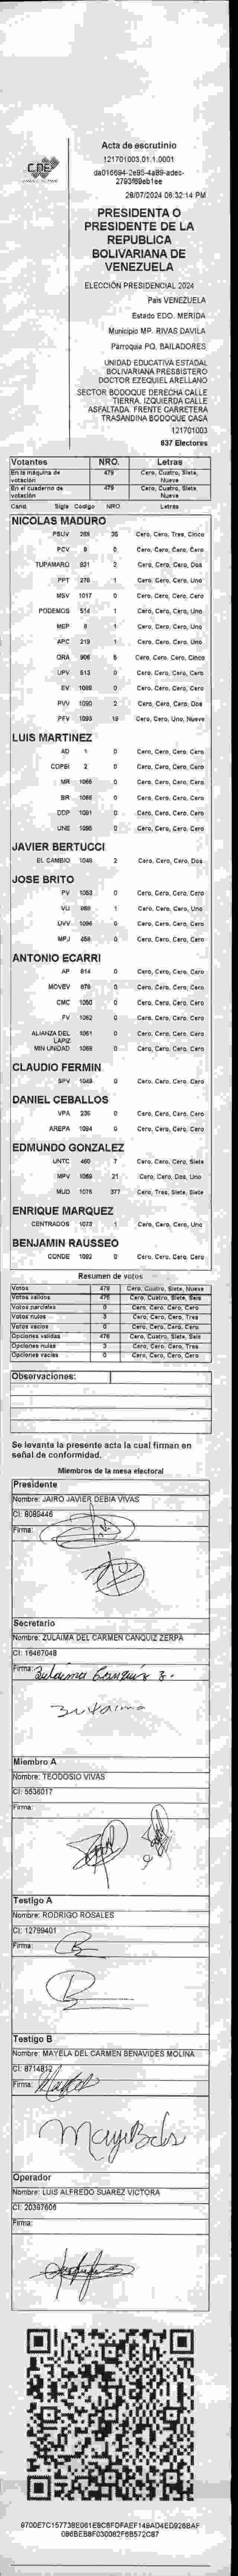 CNE
Acta de escrutinio
121701003.01.1.0001
28/07/2024 06:32:14 PM
PRESIDENTA O
PRESIDENTE DE LA
REPUBLICA
BOLIVARIANA DE
VENEZUELA
ELECCIÓN PRESIDENCIAL 2024
Pais VENEZUELA
Estado EDO. MERIDA
Municipio MP. RIVAS DAVILA
Parroquia PQ. BAILADORES
UNIDAD EDUCATIVA ESTADAL
BOLIVARIANA PRESBISTERO
DOCTOR EZEQUIEL ARELLANO
SECTOR BODOQUE DERECHA CALLE
TIERRA. IZQUIERDA CALLE
ASFALTADA. FRENTE CARRETERA
TRASANDINA BODOQUE CASA
121701003
637 Electores
Votantes NRO. Letras
En la máquina de votación 479 Cero, Cuatro, Siete, Nueve
En el cuaderno de votación 479 Cero, Cuatro, Siete, Nueve
Cand. Sigla Codigo NRO Letras
NICOLAS MADURO
PSUV 268 35 Cero, Cero, Tres, Cinco
PCV 9 0 Cero, Cero, Cero, Cero
TUPAMARO 831 2 Cero, Cero, Cero, Dos
PPT 276 1 Cero, Cero, Cero, Uno
MSV 1017 0 Cero, Cero, Cero, Cero
PODEMOS 514 1 Cero, Cero, Cero, Uno
MEP 8 1 Cero, Cero, Cero, Uno
APC 219 1 Cero, Cero, Cero, Uno
ORA 906 5 Cero, Cero, Cero, Cinco
UPV 613 0 Cero, Cero, Cero, Cero
EV 1089 0 Cero, Cero, Cero, Cero
PVV 1090 2 Cero, Cero, Cero, Dos
PFV 1093 19 Cero, Cero, Uno, Nueve
LUIS MARTINEZ
AD 1 0 Cero, Cero, Cero, Cero
COPEI 2 0 Cero, Cero, Cero, Cero
MR 1066 0 Cero, Cero, Cero, Cero
BR 1068 0 Cero, Cero, Cero, Cero
DDP 1091 0 Cero, Cero, Cero, Cero
UNE 1095 0 Cero, Cero, Cero, Cero
JAVIER BERTUCCI
EL CAMBIO 1048 2 Cero, Cero, Cero, Dos
JOSE BRITO
PV 1053 0 Cero, Cero, Cero, Cero
VU 959 1 Cero, Cero, Cero, Uno
UVV 1096 0 Cero, Cero, Cero, Cero
MPJ 458 0 Cero, Cero, Cero, Cero
ANTONIO ECARRI
AP 814 0 Cero, Cero, Cero, Cero
MOVEV 879 0 Cero, Cero, Cero, Cero
CMC 1050 0 Cero, Cero, Cero, Cero
FV 1062 0 Cero, Cero, Cero, Cero
ALIANZA DEL LAPIZ 1061 0 Cero, Cero, Cero, Cero
MIN UNIDAD 1069 0 Cero, Cero, Cero, Cero
CLAUDIO FERMIN
SPV 1049 0 Cero, Cero, Cero, Cero
DANIEL CEBALLOS
VPA 236 0 Cero, Cero, Cero, Cero
AREPA 1094 0 Cero, Cero, Cero, Cero
EDMUNDO GONZALEZ
UNTC 460 7 Cero, Cero, Cero, Siete
MPV 1059 21 Cero, Cero, Dos, Uno
MUD 1075 377 Cero, Tres, Siete, Siete
ENRIQUE MARQUEZ
CENTRADOS 1073 1 Cero, Cero, Cero, Uno
BENJAMIN RAUSSEO
CONDE 1092 0 Cero, Cero, Cero, Cero
Resumen de votos
Votos 479 Cero, Cuatro, Siete, Nueve
Votos validos 476 Cero, Cuatro, Siete, Seis
Votos parciales 0 Cero, Cero, Cero, Cero
Votos nulos 3 Cero, Cero, Cero, Tres
Votos vacios 0 Cero, Cero, Cero, Cero
Opciones validas 476 Cero, Cuatro, Siete, Seis
Opciones nulas 3 Cero, Cero, Cero, Tres
Opciones vacias 0 Cero, Cero, Cero, Cero
Observaciones:
Se levanta la presente acta la cual firman en
señal de conformidad.
Miembros de la mesa electoral
Presidente
Nombre: JAIRO JAVIER DEBIA VIVAS
CI: 8089446
Firma:
Secretario
Nombre: ZULAIMA DEL CARMEN CANQUIZ ZERPA
CI: 16467048
Firma: Zulaima Canquiz Z.
Zulaima
Miembro A
Nombre: TEODOSIO VIVAS
CI: 5536017
Firma:
Testigo A
Nombre: RODRIGO ROSALES
CI: 12799401
Firma:
Testigo B
Nombre: MAYELA DEL CARMEN BENAVIDES MOLINA
CI: 8714812
Firma:
Operador
Nombre: LUIS ALFREDO SUAREZ VICTORA
CI: 20397606
Firma: